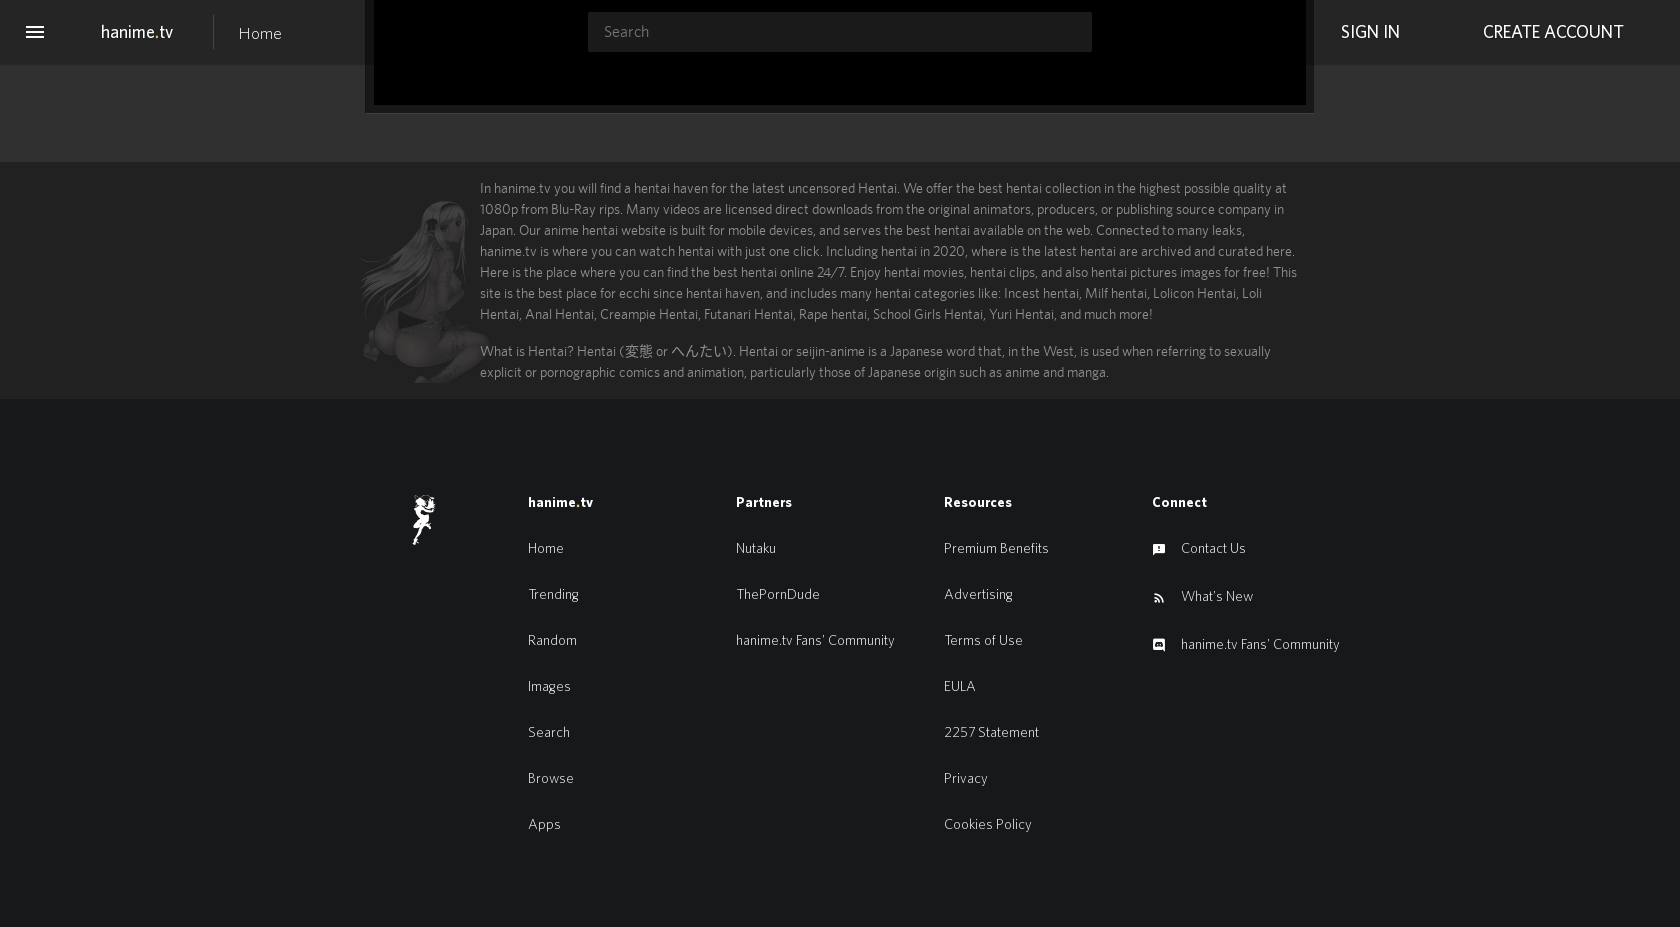 hanime.tv
Home
Search
SIGN IN
CREATE ACCOUNT
In hanime.tv you will find a hentai haven for the latest uncensored Hentai. We offer the best hentai collection in the highest possible quality at
1080p from Blu-Ray rips. Many videos are licensed direct downloads from the original animators, producers, or publishing source company in
Japan. Our anime hentai website is built for mobile devices, and serves the best hentai available on the web. Connected to many leaks,
hanime.tv is where you can watch hentai with just one click. Including hentai in 2020, where is the latest hentai are archived and curated here.
Here is the place where you can find the best hentai online 24/7. Enjoy hentai movies, hentai clips, and also hentai pictures images for free! This
site is the best place for ecchi since hentai haven, and includes many hentai categories like: Incest hentai, Milf hentai, Lolicon Hentai, Loli
Hentai, Anal Hentai, Creampie Hentai, Futanari Hentai, Rape hentai, School Girls Hentai, Yuri Hentai, and much more!
What is Hentai? Hentai (変態 or へんたい). Hentai or seijin-anime is a Japanese word that, in the West, is used when referring to sexually
explicit or pornographic comics and animation, particularly those of Japanese origin such as anime and manga.
hanime.tv
Home
Trending
Random
Images
Search
Browse
Apps
Partners
Nutaku
ThePornDude
hanime.tv Fans' Community
Resources
Premium Benefits
Advertising
Terms of Use
EULA
2257 Statement
Privacy
Cookies Policy
Connect
Contact Us
What's New
hanime.tv Fans' Community